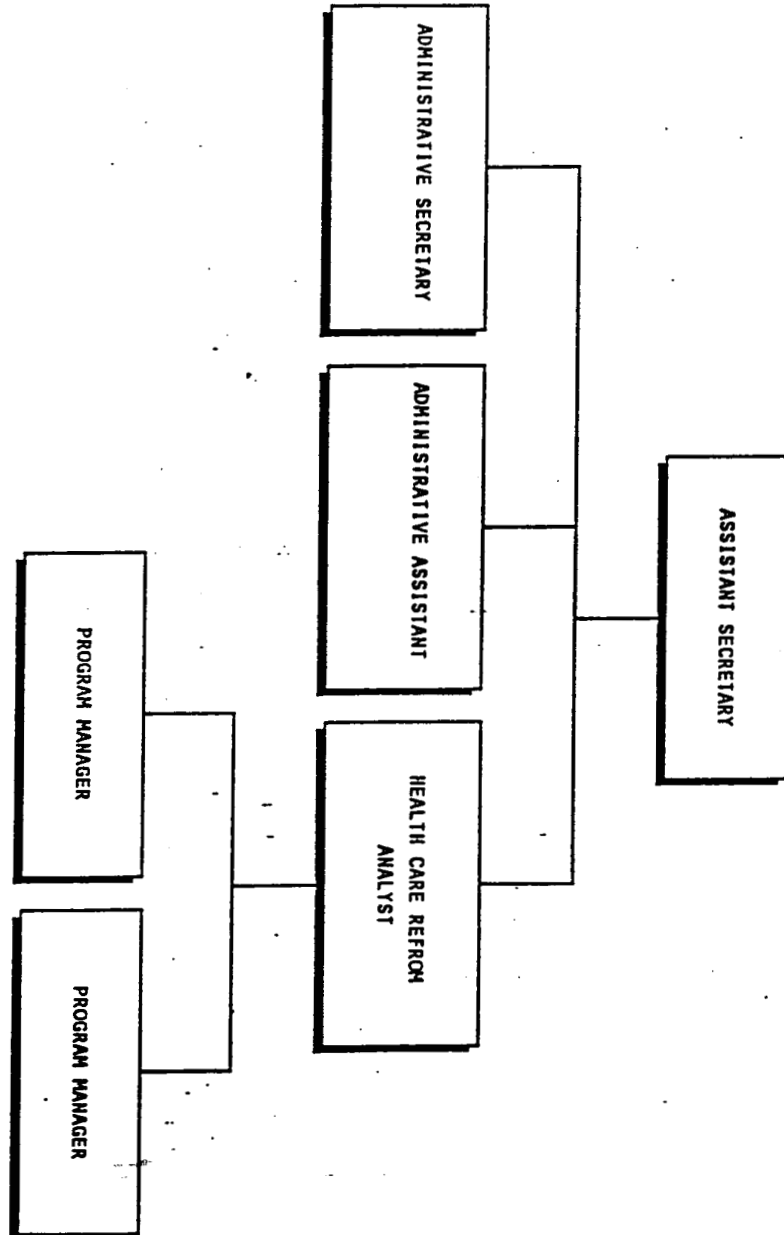 ASSISTANT SECRETARY
ADMINISTRATIVE SECRETARY
ADMINISTRATIVE ASSISTANT
HEALTH CARE REFROM
ANALYST
PROGRAM MANAGER
PROGRAM MANAGER